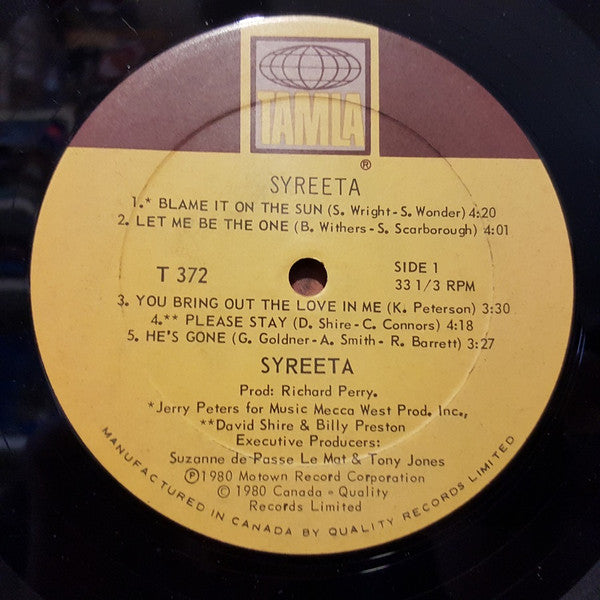 TAMLA
®
SYREETA
1.* BLAME IT ON THE SUN (S. Wright-S. Wonder) 4:20
2. LET ME BE THE ONE (B. Withers-S. Scarborough) 4:01
T 372
SIDE 1
33 1/3 RPM
3. YOU BRING OUT THE LOVE IN ME (K. Peterson) 3:30
4.** PLEASE STAY (D. Shire-C. Connors) 4:18
5. HE'S GONE (G. Goldner-A. Smith- R. Barrett) 3:27
SYREETA
Prod: Richard Perry.
*Jerry Peters for Music Mecca West Prod. Inc.,
**David Shire & Billy Preston
Executive Producers:
Suzanne de Passe Le Mat & Tony Jones
℗1980 Motown Record Corporation
© 1980 Canada - Quality
Records Limited
MANUFACTURED IN CANADA BY QUALITY RECORDS LIMITED